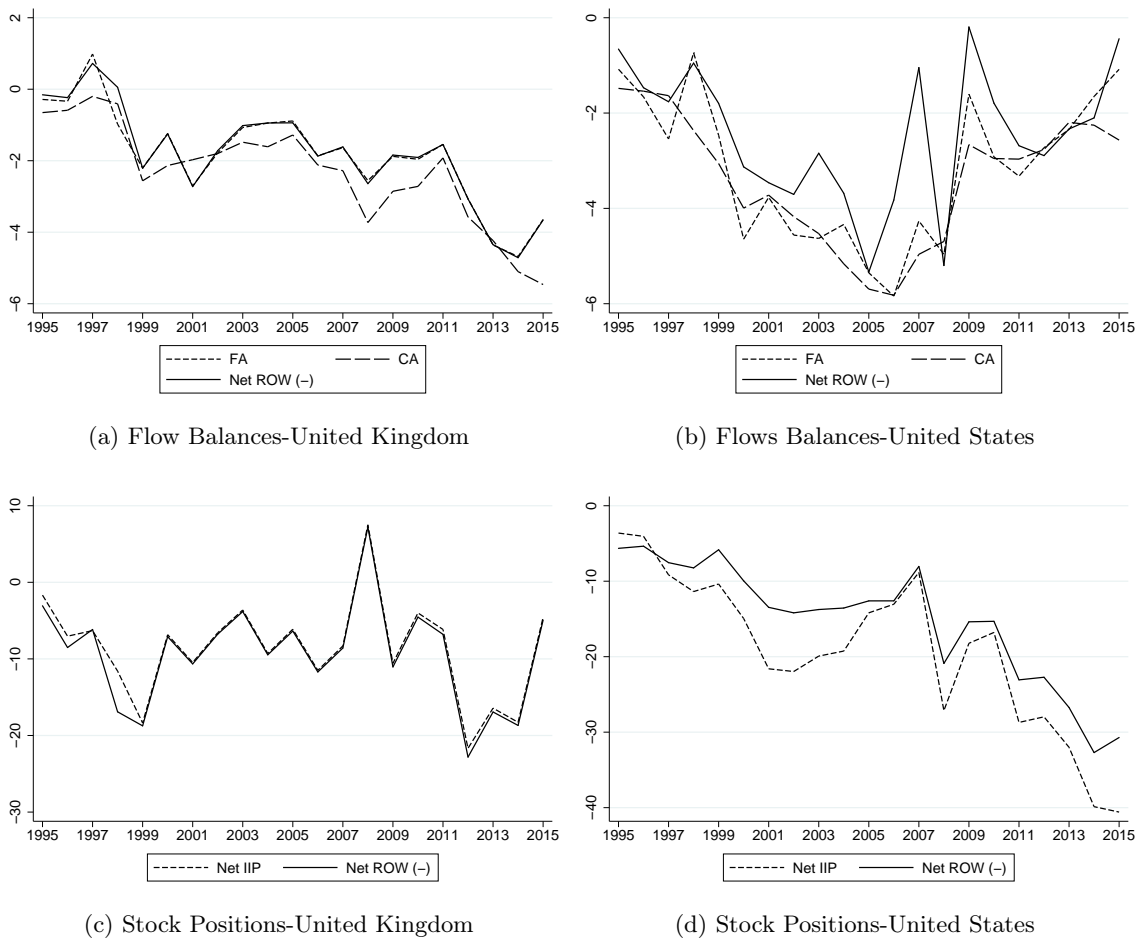 2
0
−2
−4
−6
1995 1997 1999 2001 2003 2005 2007 2009 2011 2013 2015
FA CA
Net ROW (−)
(a) Flow Balances-United Kingdom
0
−2
−4
−6
1995 1997 1999 2001 2003 2005 2007 2009 2011 2013 2015
FA CA
Net ROW (−)
(b) Flows Balances-United States
10
0
−10
−20
−30
1995 1997 1999 2001 2003 2005 2007 2009 2011 2013 2015
Net IIP Net ROW (−)
(c) Stock Positions-United Kingdom
0
−10
−20
−30
−40
1995 1997 1999 2001 2003 2005 2007 2009 2011 2013 2015
Net IIP Net ROW (−)
(d) Stock Positions-United States